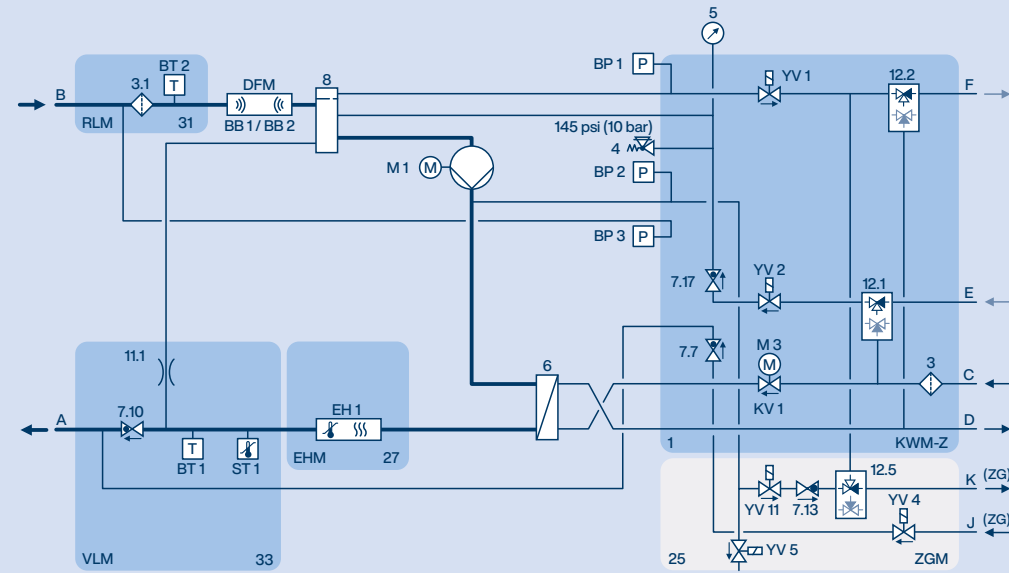 5
BT 2
BP 1
P
YV 1
12.2
3.1
T
DFM
8
B
F
RLM
31
BB 1 / BB 2
145 psi (10 bar)
4
M 1
M
BP 2
P
BP 3
P
7.17
YV 2
12.1
E
11.1
7.7
M 3
M
3
6
C
KV 1
7.10
EH 1
A
D
T
BT 1
ST 1
EHM
27
1
KWM-Z
12.5
K (ZG)
YV 11
7.13
YV 4
J (ZG)
VLM
33
25
YV 5
ZGM